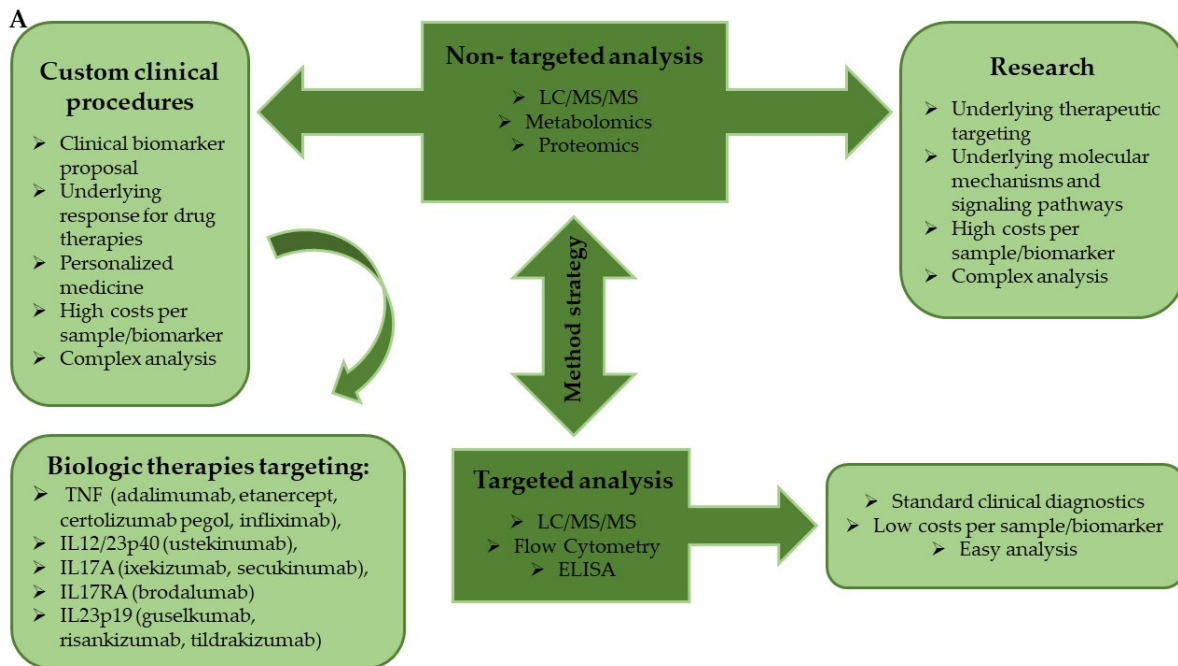 A
Custom clinical
procedures
➢ Clinical biomarker
proposal
➢ Underlying
response for drug
therapies
➢ Personalized
medicine
➢ High costs per
sample/biomarker
➢ Complex analysis
Non- targeted analysis
➢ LC/MS/MS
➢ Metabolomics
➢ Proteomics
Research
➢ Underlying therapeutic
targeting
➢ Underlying molecular
mechanisms and
signaling pathways
➢ High costs per
sample/biomarker
➢ Complex analysis
Method strategy
Biologic therapies targeting:
➢ TNF (adalimumab, etanercept,
certolizumab pegol, infliximab),
➢ IL12/23p40 (ustekinumab),
➢ IL17A (ixekizumab, secukinumab),
➢ IL17RA (brodalumab)
➢ IL23p19 (guselkumab,
risankizumab, tildrakizumab)
Targeted analysis
➢ LC/MS/MS
➢ Flow Cytometry
➢ ELISA
➢ Standard clinical diagnostics
➢ Low costs per sample/biomarker
➢ Easy analysis